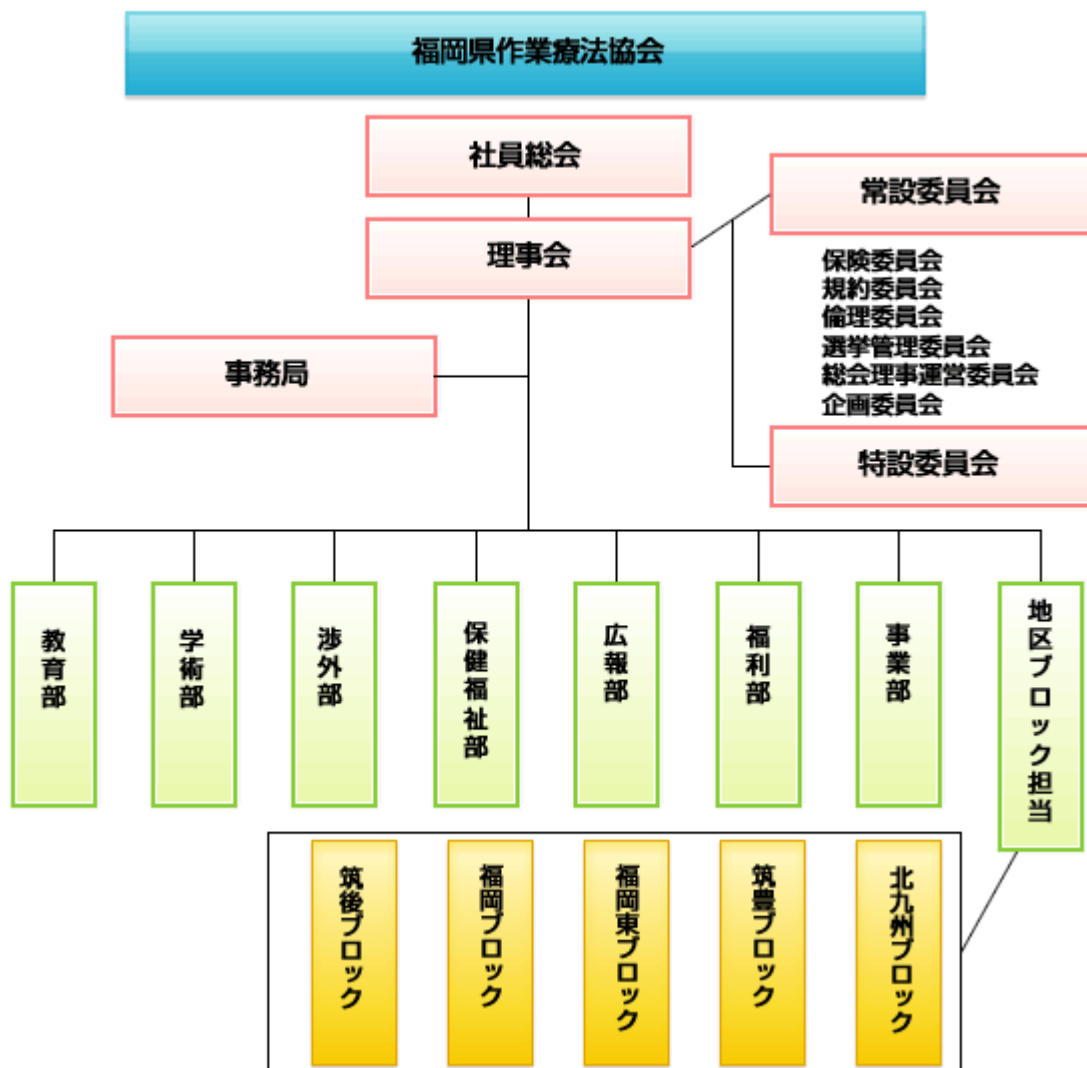 福岡県作業療法協会
社員総会
理事会
常設委員会
保険委員会
規約委員会
倫理委員会
選挙管理委員会
総会理事運営委員会
企画委員会
事務局
特設委員会
教育部
学術部
渉外部
保健福祉部
広報部
福利部
事業部
地区ブロック担当
筑後ブロック
福岡ブロック
福岡東ブロック
筑豊ブロック
北九州ブロック